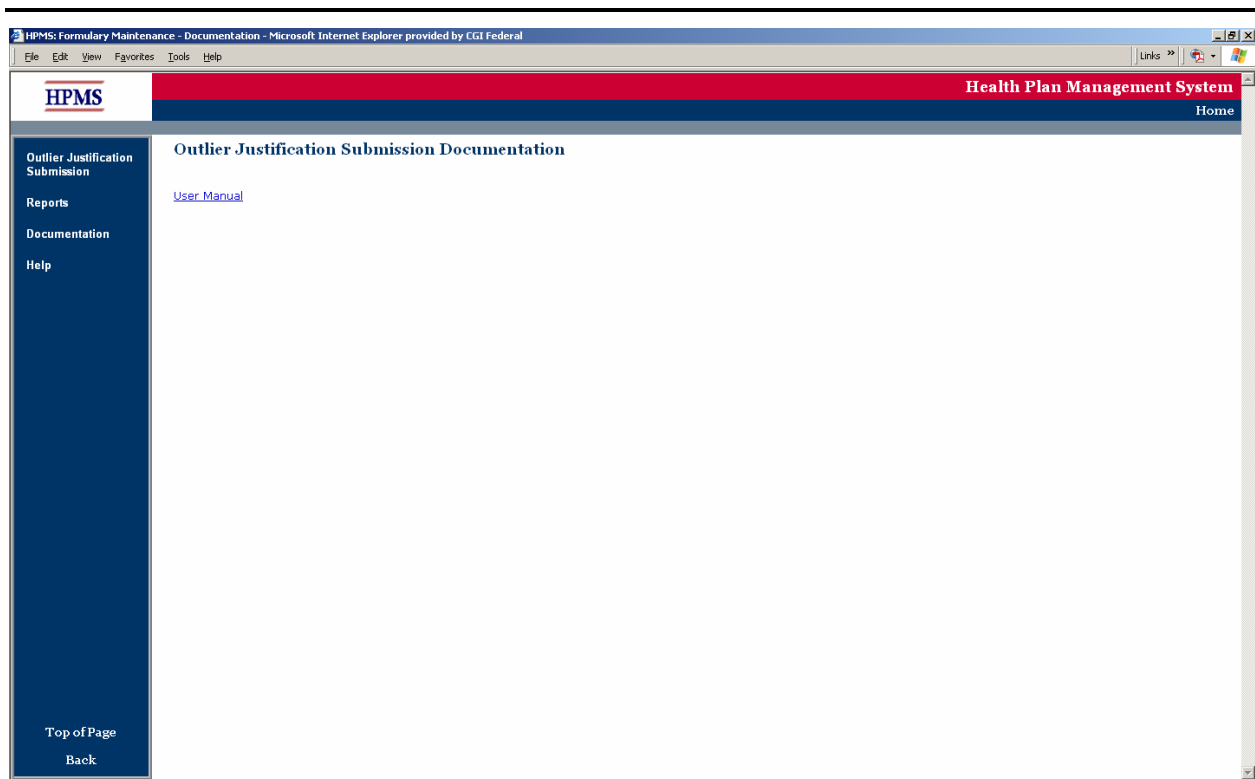 HPMS: Formulary Maintenance - Documentation - Microsoft Internet Explorer provided by CGI Federal
File Edit View Favorites Tools Help
Links »
HPMS
Health Plan Management System
Home
Outlier Justification
Submission
Reports
Documentation
Help
Outlier Justification Submission Documentation
User Manual
Top of Page
Back